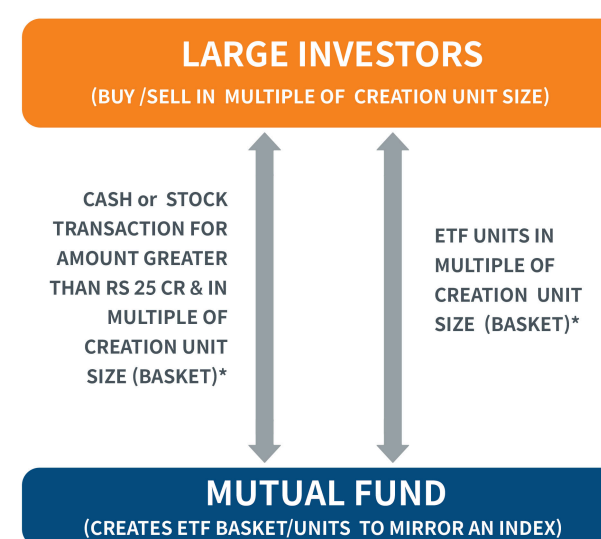 LARGE INVESTORS
(BUY /SELL IN MULTIPLE OF CREATION UNIT SIZE)
CASH or STOCK
TRANSACTION FOR
AMOUNT GREATER
THAN RS 25 CR & IN
MULTIPLE OF
CREATION UNIT
SIZE (BASKET)*
ETF UNITS IN
MULTIPLE OF
CREATION UNIT
SIZE (BASKET)*
MUTUAL FUND
(CREATES ETF BASKET/UNITS TO MIRROR AN INDEX)